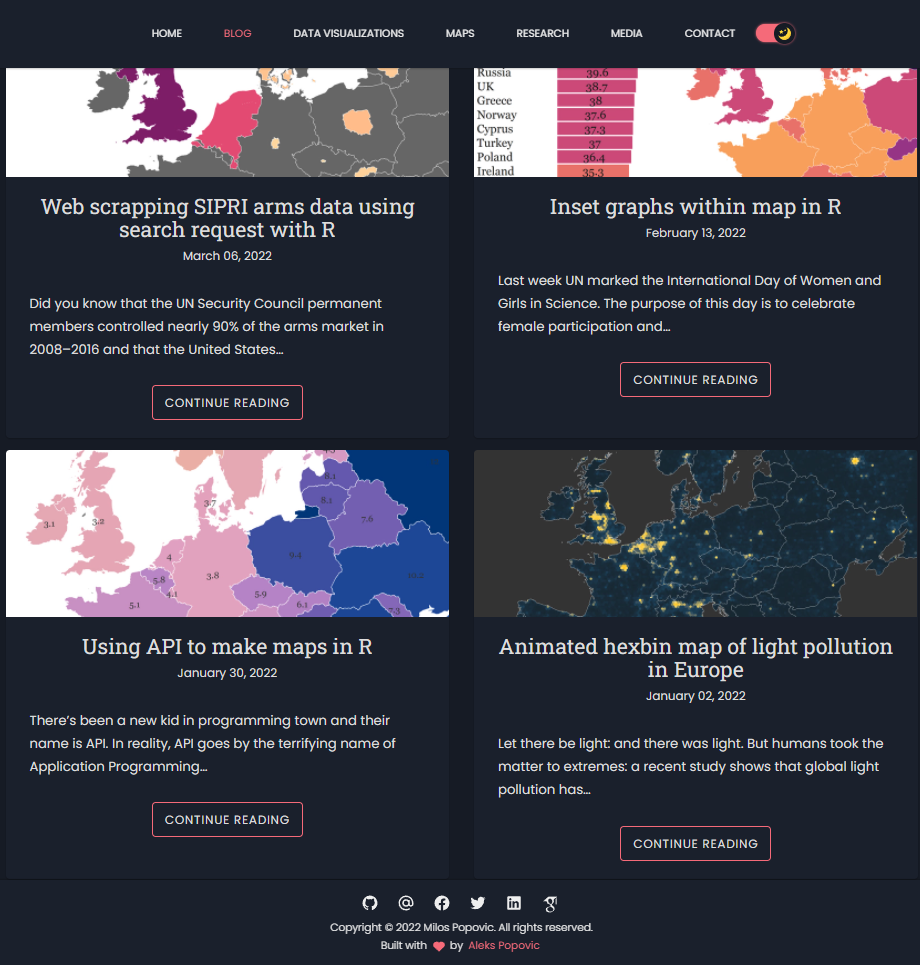 HOME BLOG DATA VISUALIZATIONS MAPS RESEARCH MEDIA CONTACT
Russia 39.6
UK 38.7
Greece 38
Norway 37.6
Cyprus 37.3
Turkey 37
Poland 36.4
Ireland 35.3
Web scrapping SIPRI arms data using
search request with R
March 06, 2022
Did you know that the UN Security Council permanent
members controlled nearly 90% of the arms market in
2008–2016 and that the United States…
CONTINUE READING
Inset graphs within map in R
February 13, 2022
Last week UN marked the International Day of Women and
Girls in Science. The purpose of this day is to celebrate
female participation and…
CONTINUE READING
8.1
3.7
8.1
3.1
3.2
7.6
4
9.4
5.8
3.8
4.1
5.9
5.1
6.1
7.3
Using API to make maps in R
January 30, 2022
There’s been a new kid in programming town and their
name is API. In reality, API goes by the terrifying name of
Application Programming…
CONTINUE READING
Animated hexbin map of light pollution
in Europe
January 02, 2022
Let there be light: and there was light. But humans took the
matter to extremes: a recent study shows that global light
pollution has…
CONTINUE READING
Copyright © 2022 Milos Popovic. All rights reserved.
Built with by Aleks Popovic